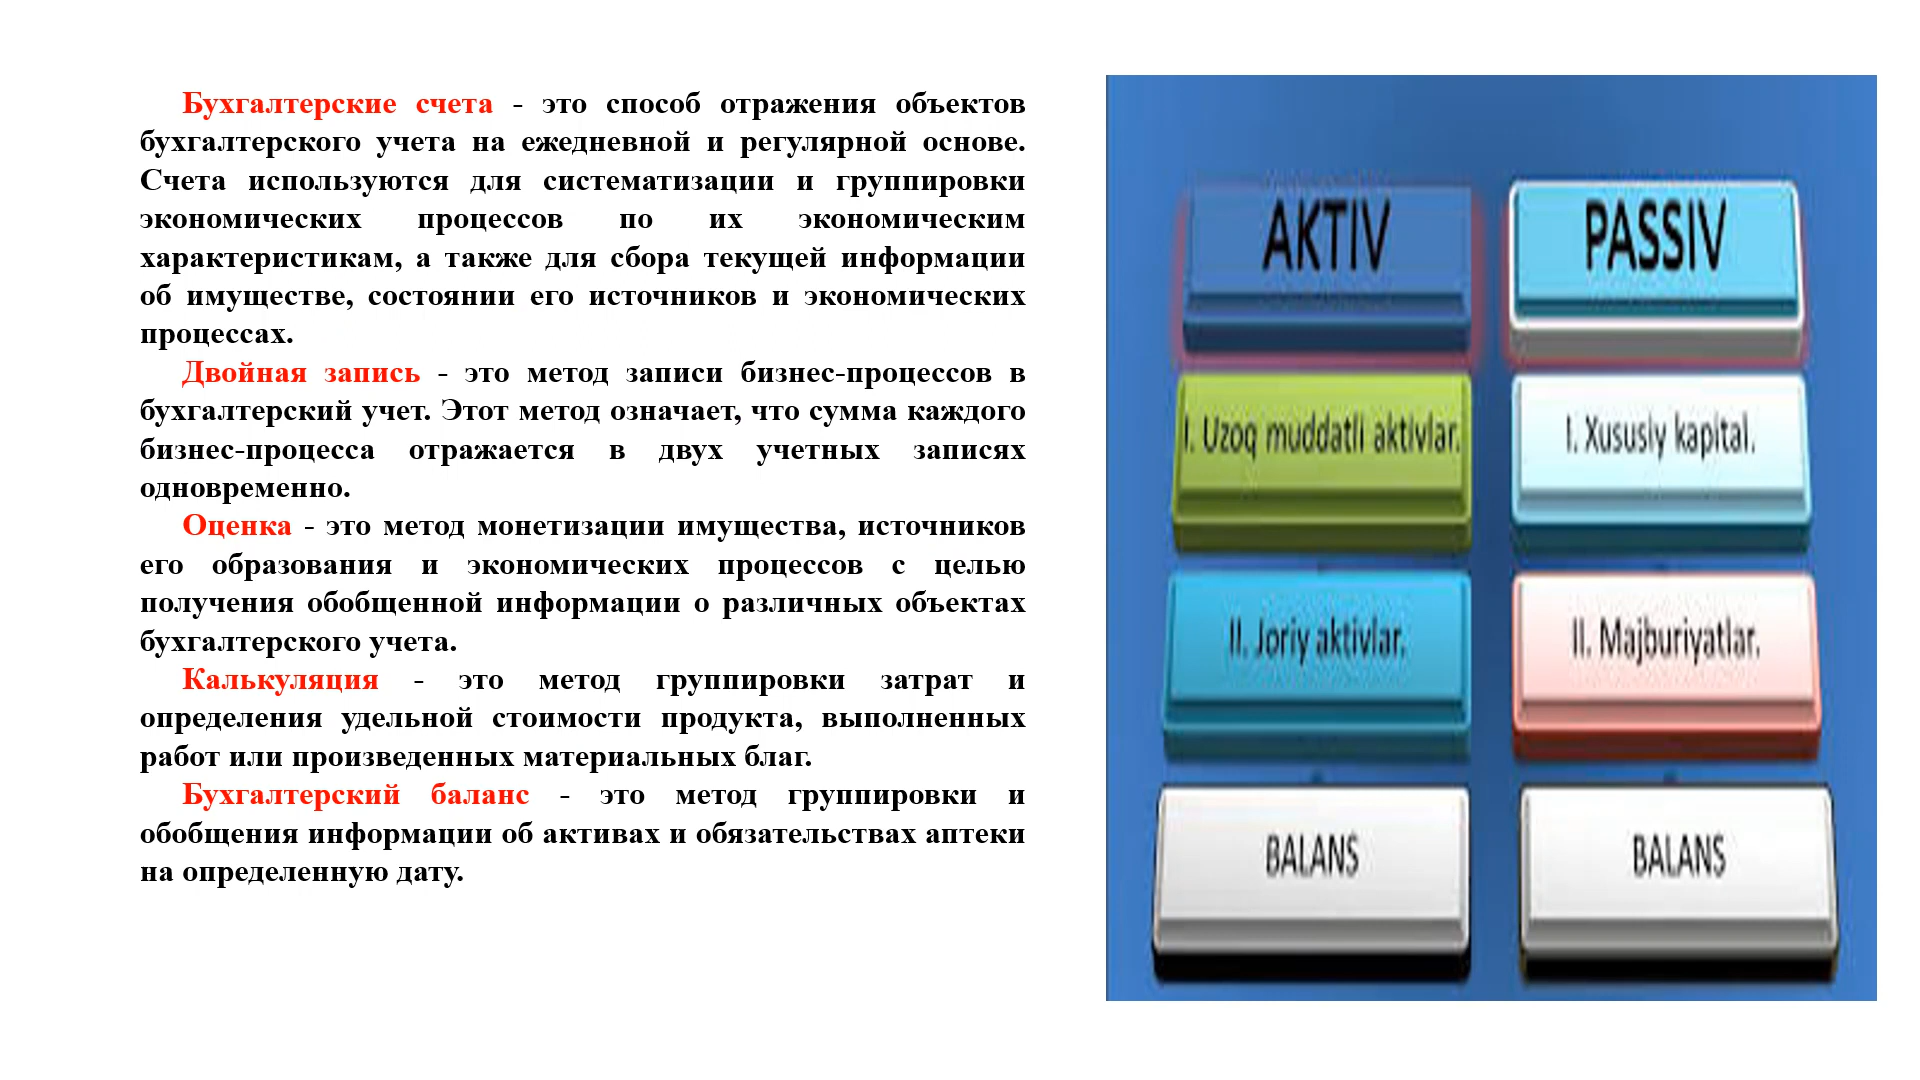 Бухгалтерские счета - это способ отражения объектов
бухгалтерского учета на ежедневной и регулярной основе.
Счета используются для систематизации и группировки
экономических процессов по их экономическим
характеристикам, а также для сбора текущей информации
об имуществе, состоянии его источников и экономических
процессах.
Двойная запись - это метод записи бизнес-процессов в
бухгалтерский учет. Этот метод означает, что сумма каждого
бизнес-процесса отражается в двух учетных записях
одновременно.
Оценка - это метод монетизации имущества, источников
его образования и экономических процессов с целью
получения обобщенной информации о различных объектах
бухгалтерского учета.
Калькуляция - это метод группировки затрат и
определения удельной стоимости продукта, выполненных
работ или произведенных материальных благ.
Бухгалтерский баланс - это метод группировки и
обобщения информации об активах и обязательствах аптеки
на определенную дату.
AKTIV
PASSIV
I. Uzoq muddatli aktivlar.
I. Xususiy kapital.
II. Joriy aktivlar.
II. Majburiyatlar.
BALANS
BALANS